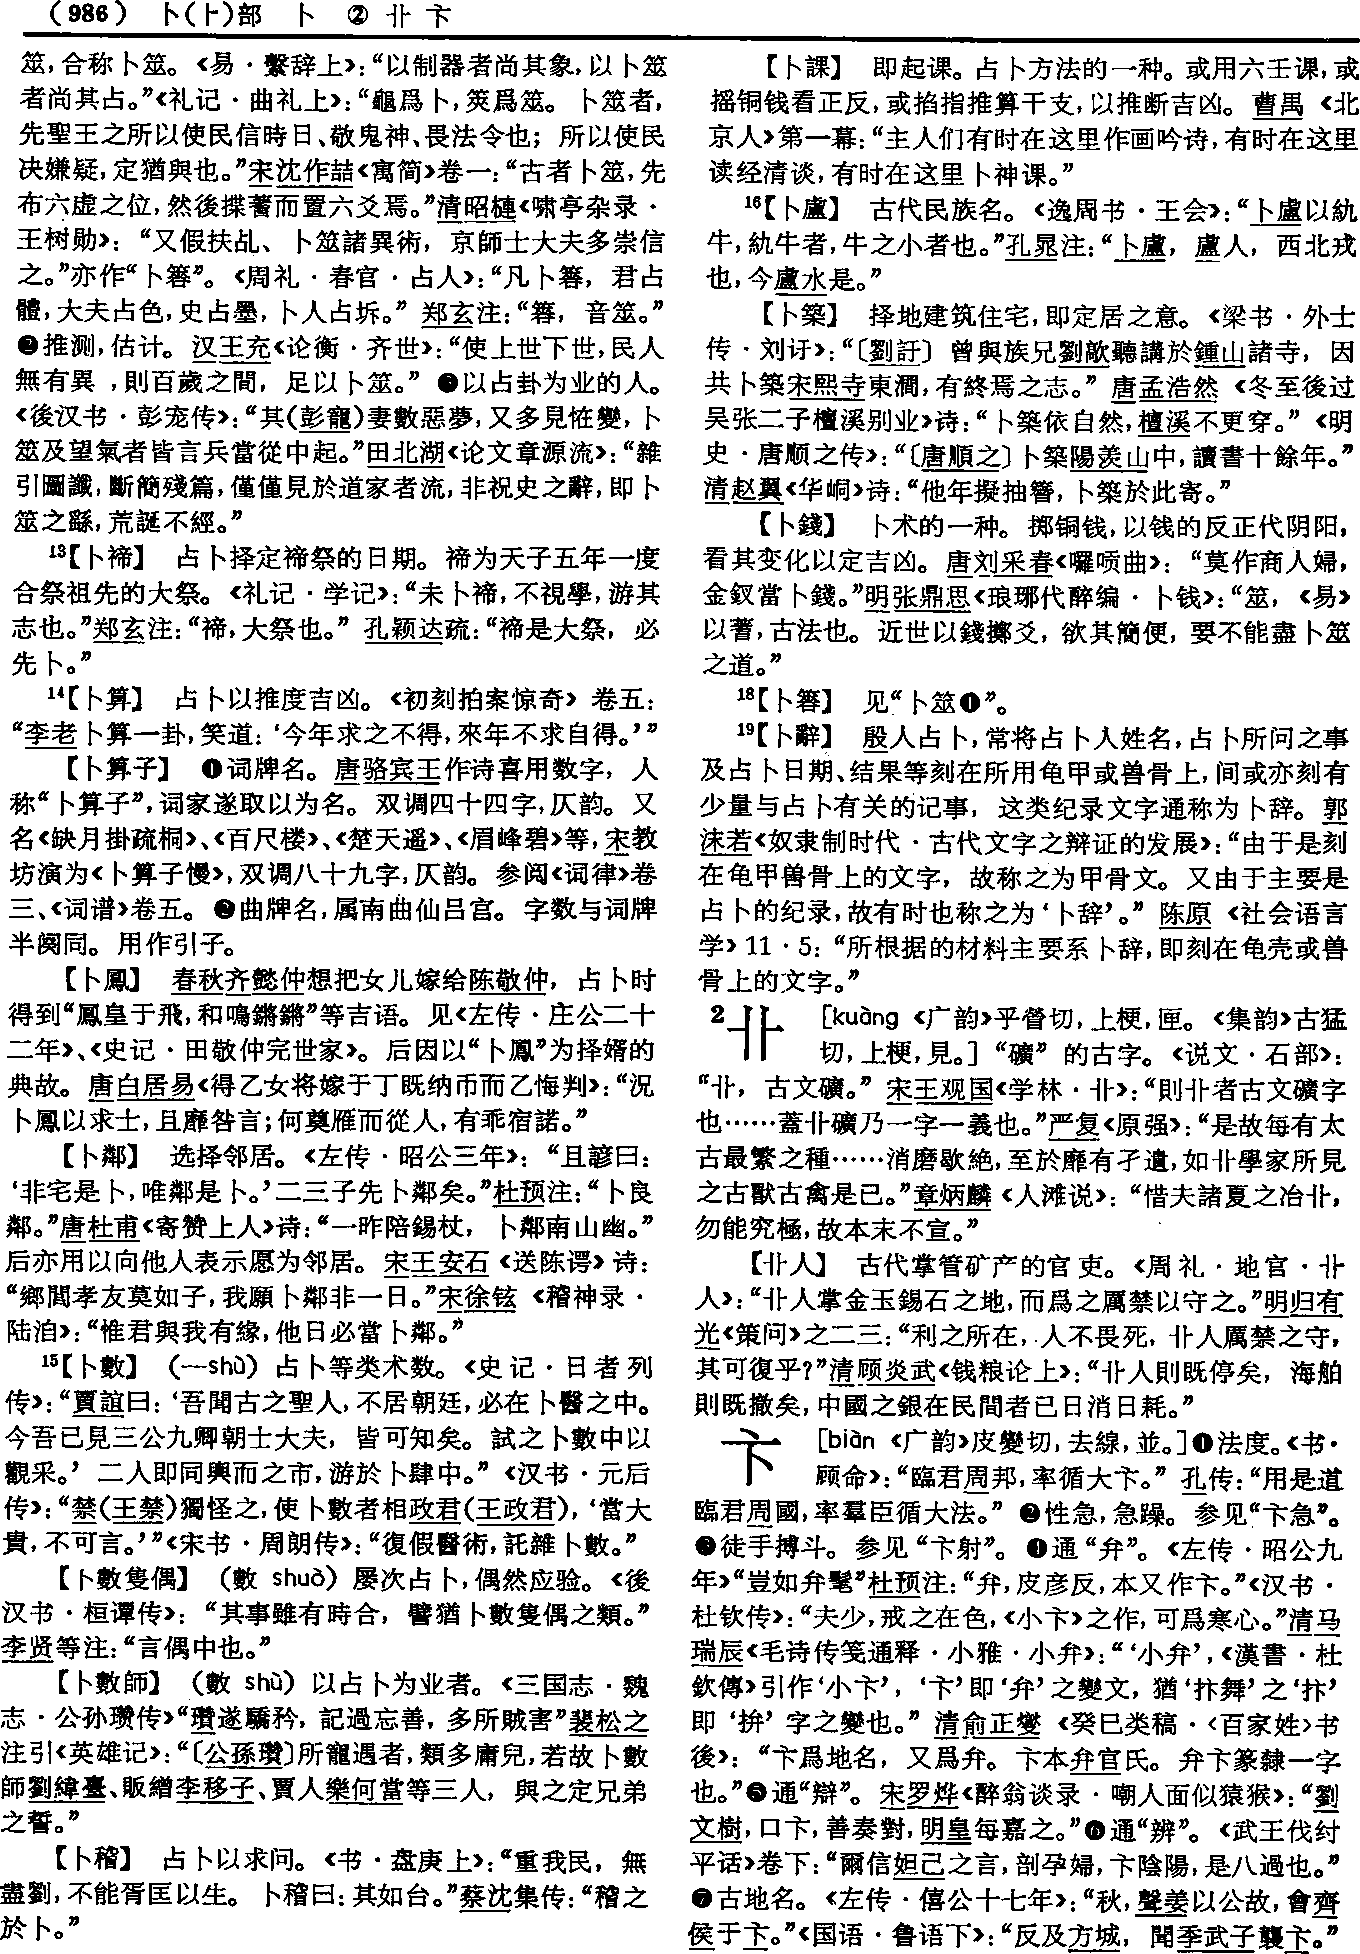 (986) 卜(⺊)部 卜 ② 卝 卞
筮,合称卜筮。《易·繫辞上》:“以制器者尚其象,以卜筮
者尚其占。”《礼记·曲礼上》:“龜爲卜,筴爲筮。卜筮者,
先聖王之所以使民信時日、敬鬼神、畏法令也;所以使民
决嫌疑,定猶與也。”宋沈作喆《寓简》卷一:“古者卜筮,先
布六虚之位,然後揲蓍而置六爻焉。”清昭槤《啸亭杂录·
王树勋》:“又假扶乩、卜筮諸異術,京師士大夫多崇信
之。”亦作“卜簭”。《周礼·春官·占人》:“凡卜簭,君占
體,大夫占色,史占墨,卜人占坼。”郑玄注:“簭,音筮。”
❷推测,估计。汉王充《论衡·齐世》:“使上世下世,民人
無有異,則百歲之間,足以卜筮。”❸以占卦为业的人。
《後汉书·彭宠传》:“其(彭寵)妻數惡夢,又多見恠變,卜
筮及望氣者皆言兵當從中起。”田北湖《论文章源流》:“雜
引圖讖,斷簡殘篇,僅僅見於道家者流,非祝史之辭,即卜
筮之繇,荒誕不經。”
¹³【卜禘】 占卜择定禘祭的日期。禘为天子五年一度
合祭祖先的大祭。《礼记·学记》:“未卜禘,不視學,游其
志也。”郑玄注:“禘,大祭也。”孔颖达疏:“禘是大祭,必
先卜。”
¹⁴【卜算】 占卜以推度吉凶。《初刻拍案惊奇》卷五:
“李老卜算一卦,笑道:‘今年求之不得,來年不求自得。’”
【卜算子】 ❶词牌名。唐骆宾王作诗喜用数字,人
称“卜算子”,词家遂取以为名。双调四十四字,仄韵。又
名《缺月掛疏桐》、《百尺楼》、《楚天遥》、《眉峰碧》等,宋教
坊演为《卜算子慢》,双调八十九字,仄韵。参阅《词律》卷
三、《词谱》卷五。❷曲牌名,属南曲仙吕宫。字数与词牌
半阕同。用作引子。
【卜鳳】 春秋齐懿仲想把女儿嫁给陈敬仲,占卜时
得到“鳳皇于飛,和鳴鏘鏘”等吉语。见《左传·庄公二十
二年》、《史记·田敬仲完世家》。后因以“卜鳳”为择婿的
典故。唐白居易《得乙女将嫁于丁既纳币而乙悔判》:“況
卜鳳以求士,且靡咎言;何奠雁而從人,有乖宿諾。”
【卜鄰】 选择邻居。《左传·昭公三年》:“且諺曰:
‘非宅是卜,唯鄰是卜。’二三子先卜鄰矣。”杜预注:“卜良
鄰。”唐杜甫《寄赞上人》诗:“一昨陪錫杖,卜鄰南山幽。”
后亦用以向他人表示愿为邻居。宋王安石《送陈谔》诗:
“鄉閭孝友莫如子,我願卜鄰非一日。”宋徐铉《稽神录·
陆洎》:“惟君與我有緣,他日必當卜鄰。”
¹⁵【卜數】 (—shù)占卜等类术数。《史记·日者列
传》:“賈誼曰:‘吾聞古之聖人,不居朝廷,必在卜醫之中。
今吾已見三公九卿朝士大夫,皆可知矣。試之卜數中以
觀采。’二人即同輿而之市,游於卜肆中。”《汉书·元后
传》:“禁(王禁)獨怪之,使卜數者相政君(王政君),‘當大
貴,不可言。’”《宋书·周朗传》:“復假醫術,託雜卜數。”
【卜數隻偶】 (數 shuò)屡次占卜,偶然应验。《後
汉书·桓谭传》:“其事雖有時合,譬猶卜數隻偶之類。”
李贤等注:“言偶中也。”
【卜數師】 (數 shù)以占卜为业者。《三国志·魏
志·公孙瓒传》“瓚遂驕矜,記過忘善,多所賊害”裴松之
注引《英雄记》:“〔公孫瓚〕所寵遇者,類多庸兒,若故卜數
師劉緯臺、販繒李移子、賈人樂何當等三人,與之定兄弟
之誓。”
【卜稽】 占卜以求问。《书·盘庚上》:“重我民,無
盡劉,不能胥匡以生。卜稽曰:其如台。”蔡沈集传:“稽之
於卜。”
【卜課】 即起课。占卜方法的一种。或用六壬课,或
摇铜钱看正反,或掐指推算干支,以推断吉凶。曹禺《北
京人》第一幕:“主人们有时在这里作画吟诗,有时在这里
读经清谈,有时在这里卜神课。”
¹⁶【卜盧】 古代民族名。《逸周书·王会》:“卜盧以紈
牛,紈牛者,牛之小者也。”孔晁注:“卜盧,盧人,西北戎
也,今盧水是。”
【卜築】 择地建筑住宅,即定居之意。《梁书·处士
传·刘讦》:“〔劉訏〕曾與族兄劉歊聽講於鍾山諸寺,因
共卜築宋熙寺東澗,有終焉之志。”唐孟浩然《冬至後过
吴张二子檀溪别业》诗:“卜築依自然,檀溪不更穿。”《明
史·唐顺之传》:“〔唐順之〕卜築陽羡山中,讀書十餘年。”
清赵翼《华峒》诗:“他年擬抽簪,卜築於此寄。”
【卜錢】 卜术的一种。掷铜钱,以钱的反正代阴阳,
看其变化以定吉凶。唐刘采春《囉唝曲》:“莫作商人婦,
金釵當卜錢。”明张鼎思《琅琊代醉编·卜钱》:“筮,《易》
以蓍,古法也。近世以錢擲爻,欲其簡便,要不能盡卜筮
之道。”
¹⁸【卜簭】 见“卜筮❶”。
¹⁹【卜辭】 殷人占卜,常将占卜人姓名,占卜所问之事
及占卜日期、结果等刻在所用龟甲或兽骨上,间或亦刻有
少量与占卜有关的记事,这类纪录文字通称为卜辞。郭
沫若《奴隶制时代·古代文字之辩证的发展》:“由于是刻
在龟甲兽骨上的文字,故称之为甲骨文。又由于主要是
占卜的纪录,故有时也称之为‘卜辞’。”陈原《社会语言
学》11·5:“所根据的材料主要系卜辞,即刻在龟壳或兽
骨上的文字。”
²卝 [kuàng《广韵》乎䁝切,上梗,匣。《集韵》古猛
切,上梗,見。]“礦”的古字。《说文·石部》:
“卝,古文礦。”宋王观国《学林·卝》:“則卝者古文礦字
也……蓋卝礦乃一字一義也。”严复《原强》:“是故每有太
古最繁之種……消磨歇絶,至於靡有孑遺,如卝學家所見
之古獸古禽是已。”章炳麟《人滩说》:“惜夫諸夏之冶卝,
勿能究極,故本末不宣。”
【卝人】 古代掌管矿产的官吏。《周礼·地官·卝
人》:“卝人掌金玉錫石之地,而爲之厲禁以守之。”明归有
光《策问》之二三:“利之所在,人不畏死,卝人厲禁之守,
其可復乎?”清顾炎武《钱粮论上》:“卝人則既停矣,海舶
則既撤矣,中國之銀在民間者已日消日耗。”
卞 [biàn《广韵》皮變切,去線,並。]❶法度。《书·
顾命》:“臨君周邦,率循大卞。”孔传:“用是道
臨君周國,率羣臣循大法。”❷性急,急躁。参见“卞急”。
❸徒手搏斗。参见“卞射”。❹通“弁”。《左传·昭公九
年》“豈如弁髦”杜预注:“弁,皮彦反,本又作卞。”《汉书·
杜钦传》:“夫少,戒之在色,《小卞》之作,可爲寒心。”清马
瑞辰《毛诗传笺通释·小雅·小弁》:“‘小弁’,《漢書·杜
欽傳》引作‘小卞’,‘卞’即‘弁’之變文,猶‘抃舞’之‘抃’
即‘拚’字之變也。”清俞正燮《癸巳类稿·〈百家姓〉书
後》:“卞爲地名,又爲弁。卞本弁官氏。弁卞篆隸一字
也。”❺通“辯”。宋罗烨《醉翁谈录·嘲人面似猿猴》:“劉
文樹,口卞,善奏對,明皇每嘉之。”❻通“辨”。《武王伐纣
平话》卷下:“爾信妲己之言,剖孕婦,卞陰陽,是八過也。”
❼古地名。《左传·僖公十七年》:“秋,聲姜以公故,會齊
侯于卞。”《国语·鲁语下》:“反及方城,聞季武子襲卞。”